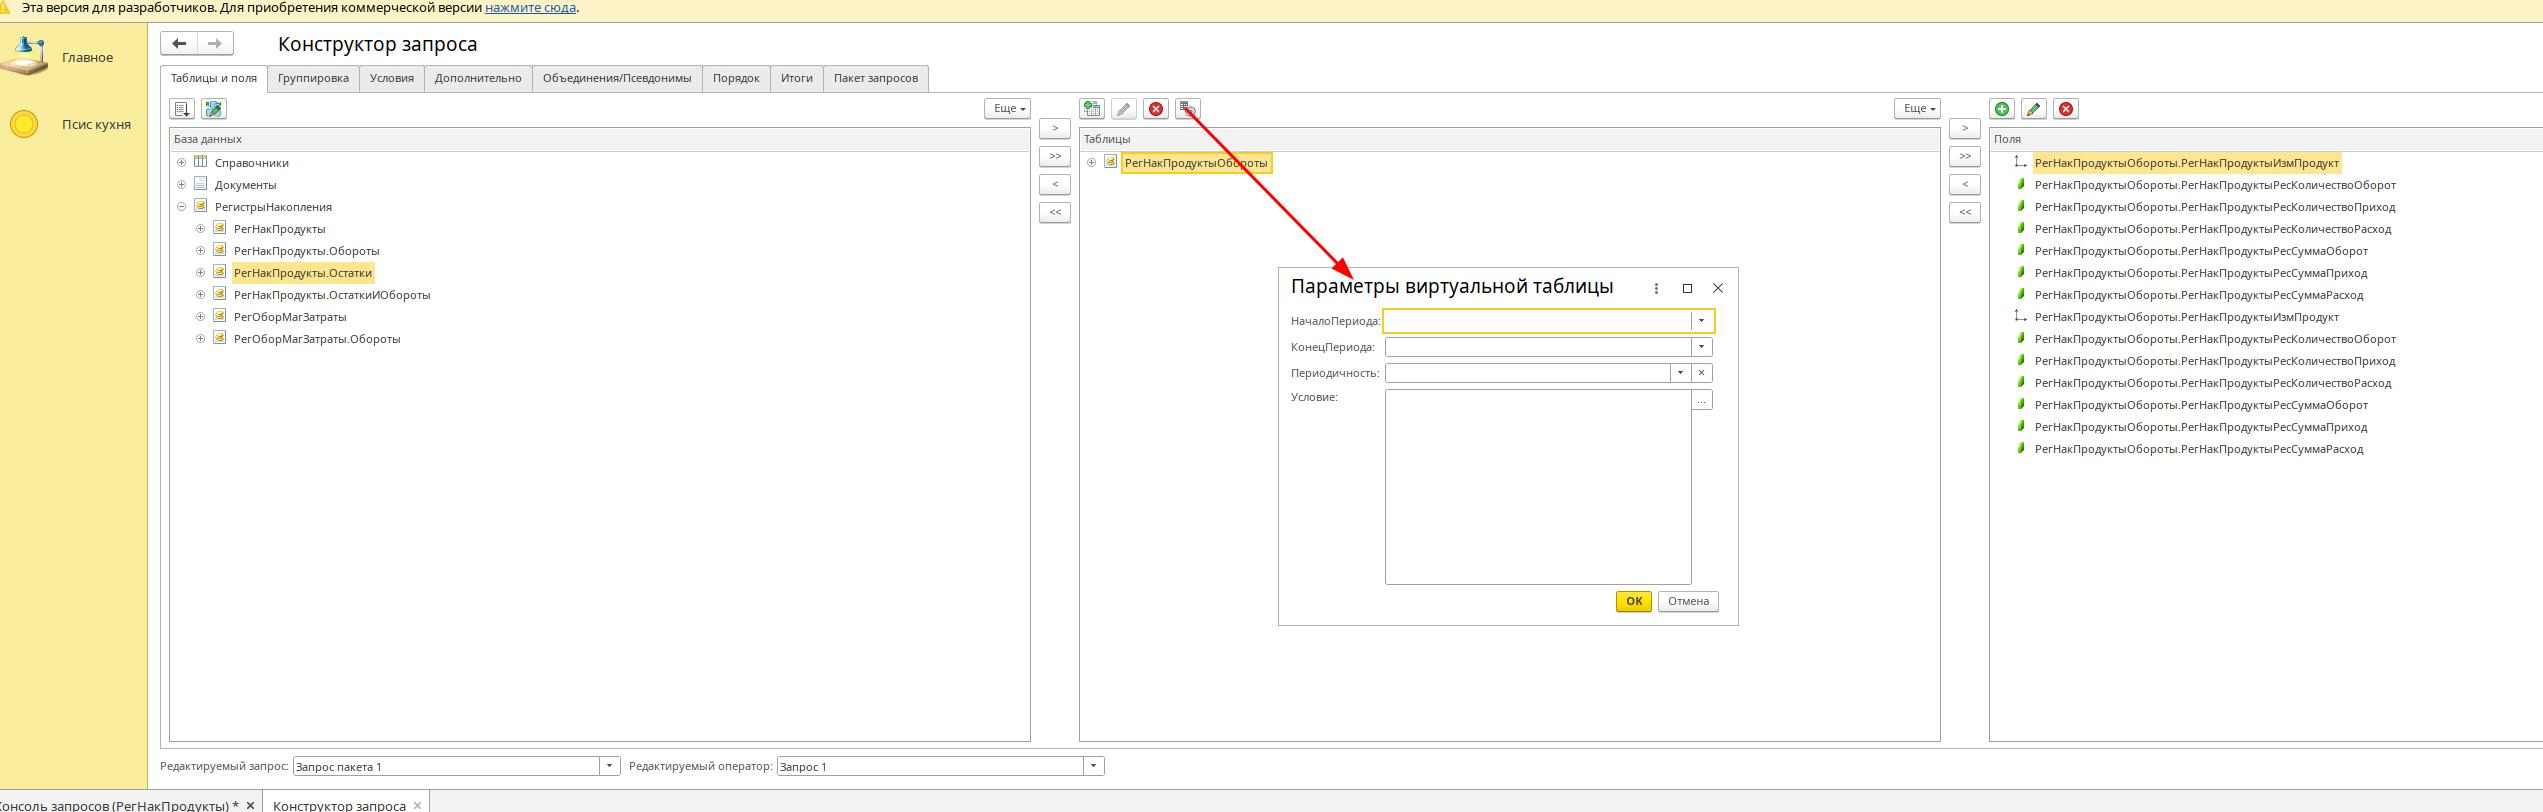 Эта версия для разработчиков. Для приобретения коммерческой версии нажмите сюда.
Главное
Псис кухня
Конструктор запроса
Таблицы и поля
Группировка
Условия
Дополнительно
Объединения/Псевдонимы
Порядок
Итоги
Пакет запросов
Еще
База данных
Справочники
Документы
РегистрыНакопления
РегНакПродукты
РегНакПродукты.Обороты
РегНакПродукты.Остатки
РегНакПродукты.ОстаткиИОбороты
РегОборМагЗатраты
РегОборМагЗатраты.Обороты
>
>>
<
<<
Еще
Таблицы
РегНакПродуктыОбороты
Параметры виртуальной таблицы
НачалоПериода:
КонецПериода:
Периодичность:
Условие:
...
ОК
Отмена
>
>>
<
<<
Поля
РегНакПродуктыОбороты.РегНакПродуктыИзмПродукт
РегНакПродуктыОбороты.РегНакПродуктыРесКоличествоОборот
РегНакПродуктыОбороты.РегНакПродуктыРесКоличествоПриход
РегНакПродуктыОбороты.РегНакПродуктыРесКоличествоРасход
РегНакПродуктыОбороты.РегНакПродуктыРесСуммаОборот
РегНакПродуктыОбороты.РегНакПродуктыРесСуммаПриход
РегНакПродуктыОбороты.РегНакПродуктыРесСуммаРасход
РегНакПродуктыОбороты.РегНакПродуктыИзмПродукт
РегНакПродуктыОбороты.РегНакПродуктыРесКоличествоОборот
РегНакПродуктыОбороты.РегНакПродуктыРесКоличествоПриход
РегНакПродуктыОбороты.РегНакПродуктыРесКоличествоРасход
РегНакПродуктыОбороты.РегНакПродуктыРесСуммаОборот
РегНакПродуктыОбороты.РегНакПродуктыРесСуммаПриход
РегНакПродуктыОбороты.РегНакПродуктыРесСуммаРасход
Редактируемый запрос: Запрос пакета 1
Редактируемый оператор: Запрос 1
Консоль запросов (РегНакПродукты) *
Конструктор запроса